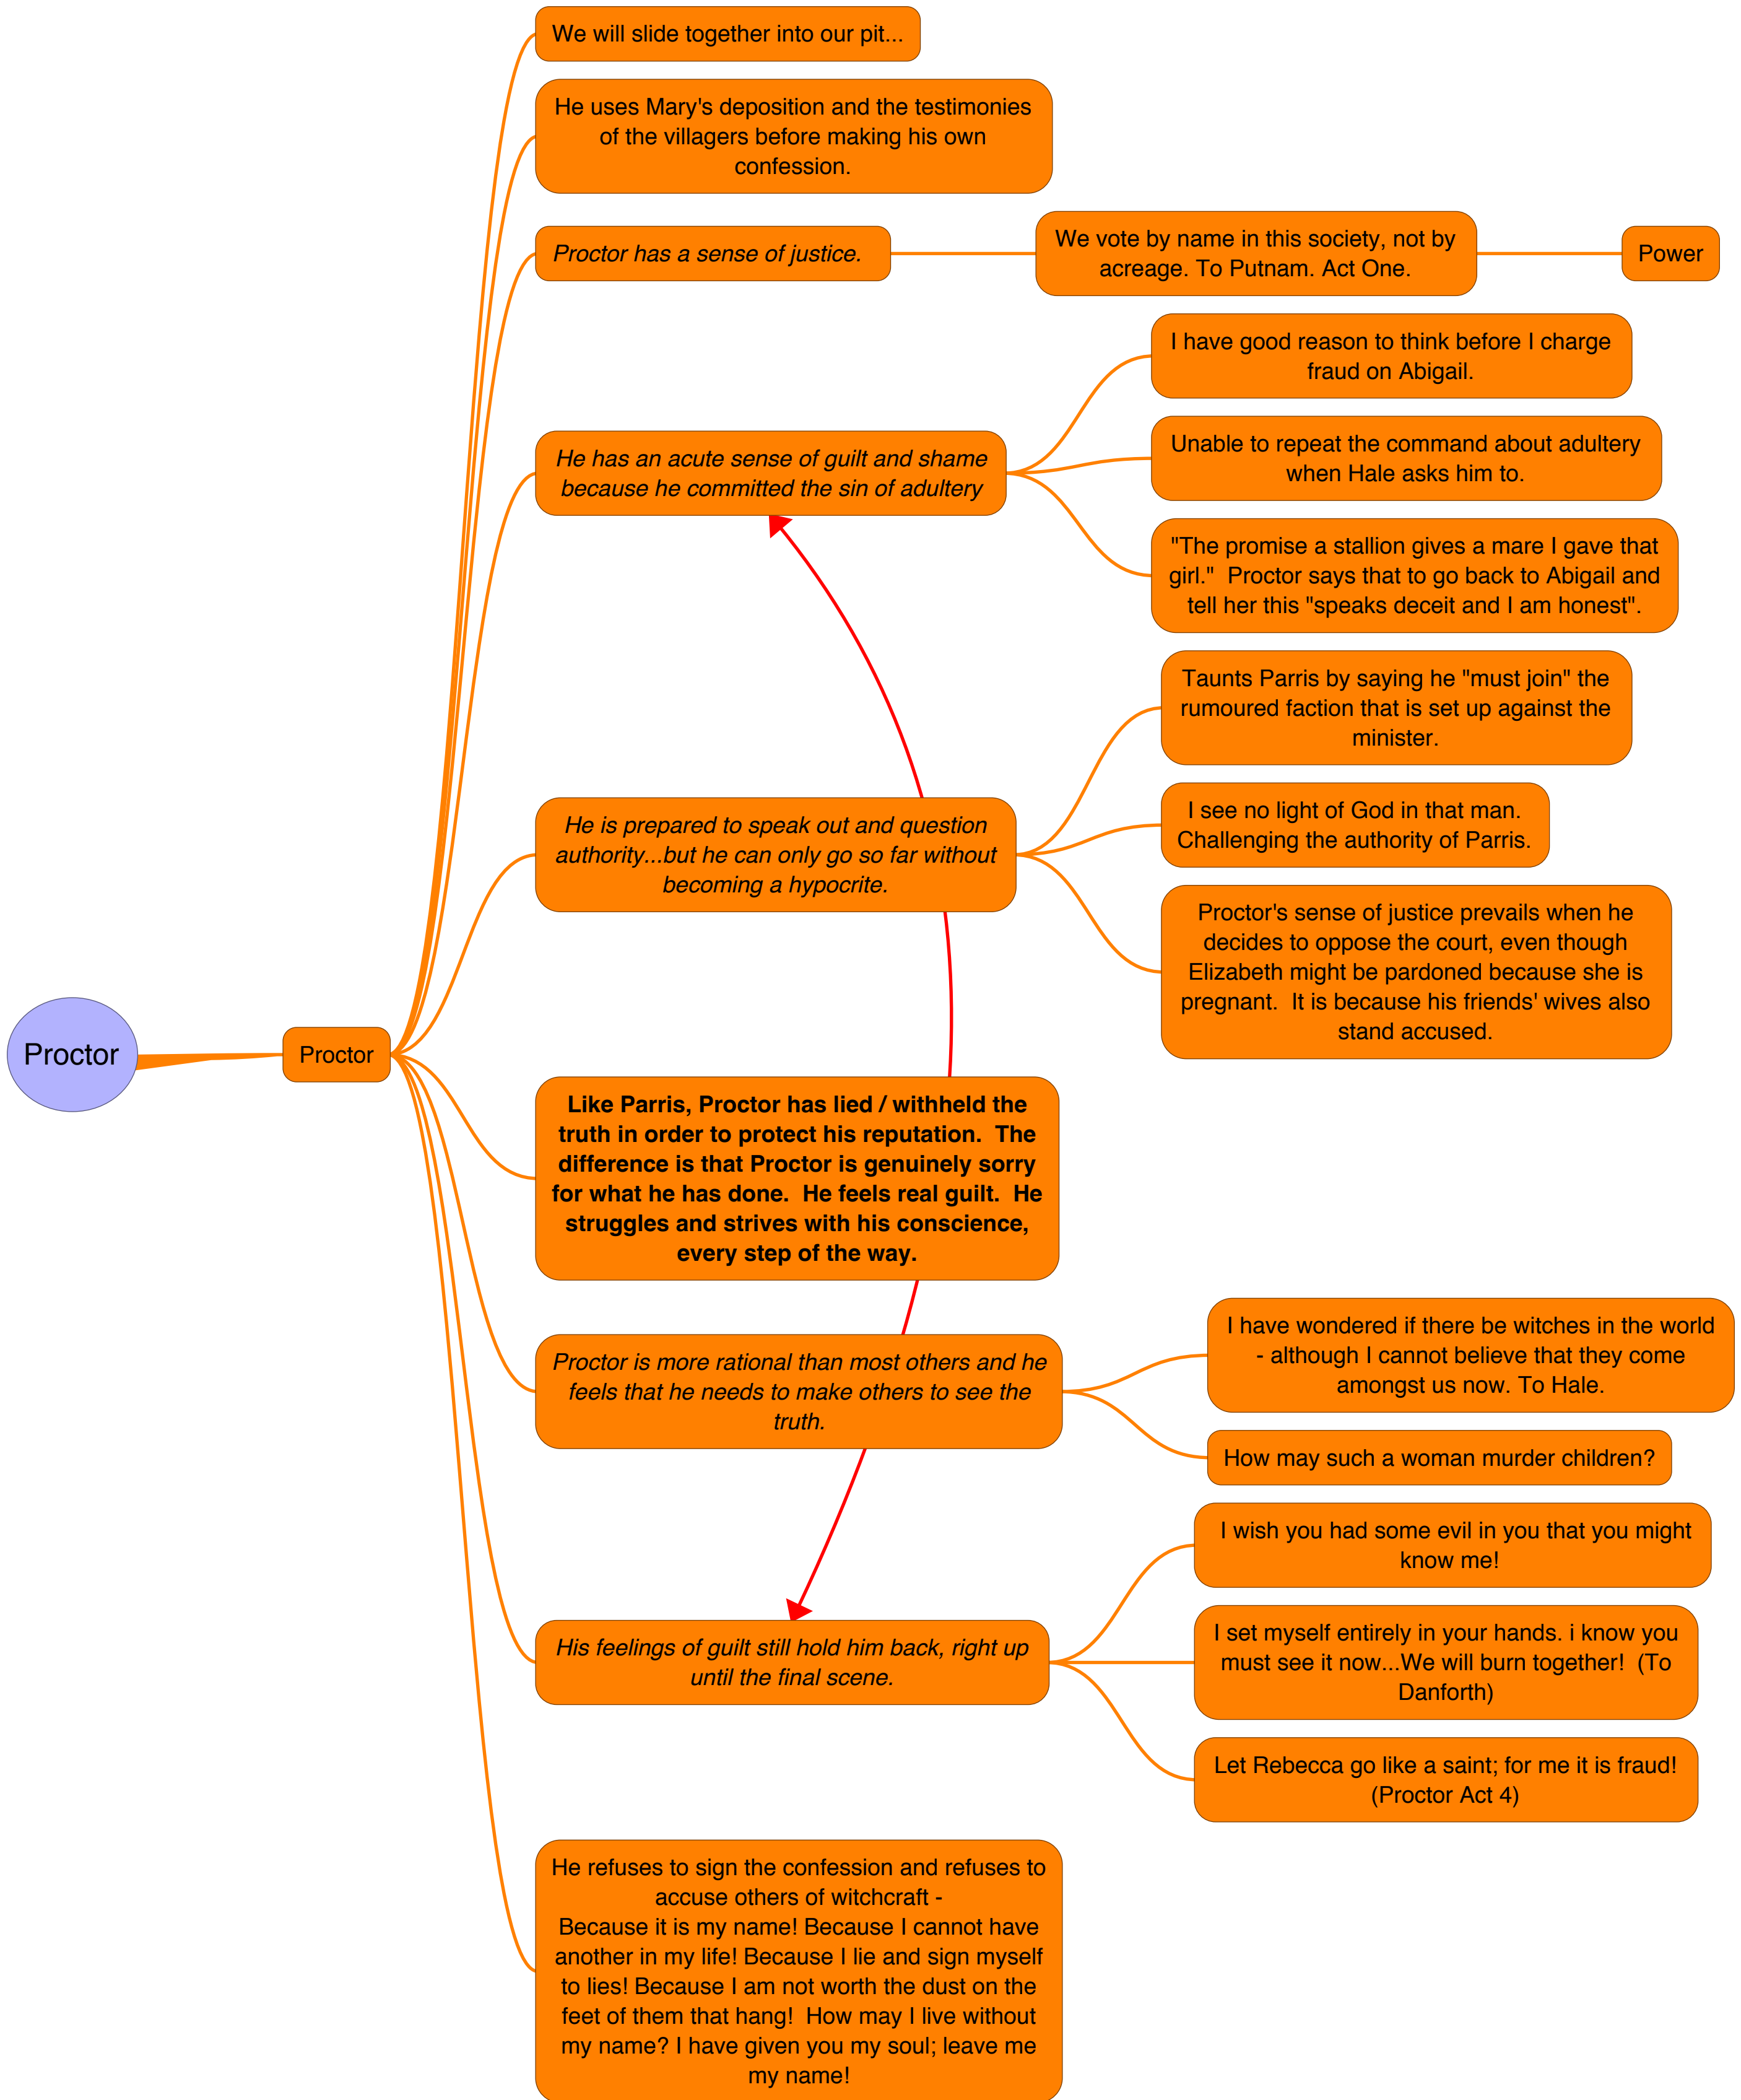 We will slide together into our pit...
He uses Mary's deposition and the testimonies
of the villagers before making his own
confession.
Proctor has a sense of justice.
We vote by name in this society, not by
acreage. To Putnam. Act One.
Power
I have good reason to think before I charge
fraud on Abigail.
Unable to repeat the command about adultery
when Hale asks him to.
"The promise a stallion gives a mare I gave that
girl."  Proctor says that to go back to Abigail and
tell her this "speaks deceit and I am honest".
He has an acute sense of guilt and shame
because he committed the sin of adultery
Taunts Parris by saying he "must join" the
rumoured faction that is set up against the
minister.
I see no light of God in that man.
Challenging the authority of Parris.
Proctor's sense of justice prevails when he
decides to oppose the court, even though
Elizabeth might be pardoned because she is
pregnant.  It is because his friends' wives also
stand accused.
He is prepared to speak out and question
authority...but he can only go so far without
becoming a hypocrite.
Proctor
Proctor
Like Parris, Proctor has lied / withheld the
truth in order to protect his reputation.  The
difference is that Proctor is genuinely sorry
for what he has done.  He feels real guilt.  He
struggles and strives with his conscience,
every step of the way.
Proctor is more rational than most others and he
feels that he needs to make others to see the
truth.
I have wondered if there be witches in the world
- although I cannot believe that they come
amongst us now. To Hale.
How may such a woman murder children?
His feelings of guilt still hold him back, right up
until the final scene.
I wish you had some evil in you that you might
know me!
I set myself entirely in your hands. i know you
must see it now...We will burn together!  (To
Danforth)
Let Rebecca go like a saint; for me it is fraud!
(Proctor Act 4)
He refuses to sign the confession and refuses to
accuse others of witchcraft -
Because it is my name! Because I cannot have
another in my life! Because I lie and sign myself
to lies! Because I am not worth the dust on the
feet of them that hang!  How may I live without
my name? I have given you my soul; leave me
my name!